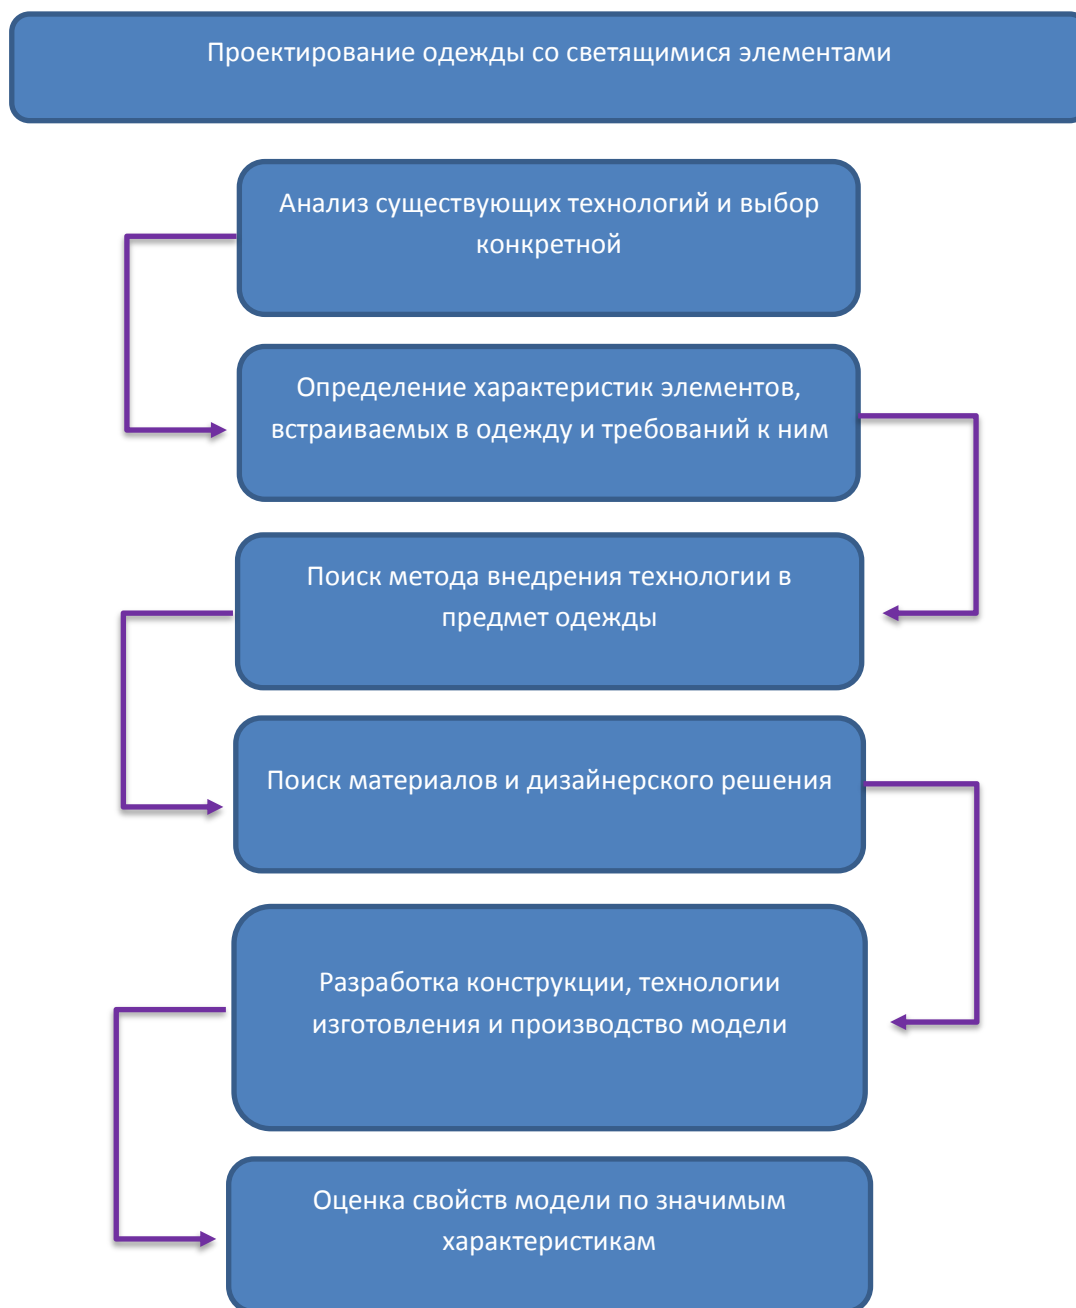 Проектирование одежды со светящимися элементами
Анализ существующих технологий и выбор
конкретной
Определение характеристик элементов,
встраиваемых в одежду и требований к ним
Поиск метода внедрения технологии в
предмет одежды
Поиск материалов и дизайнерского решения
Разработка конструкции, технологии
изготовления и производство модели
Оценка свойств модели по значимым
характеристикам